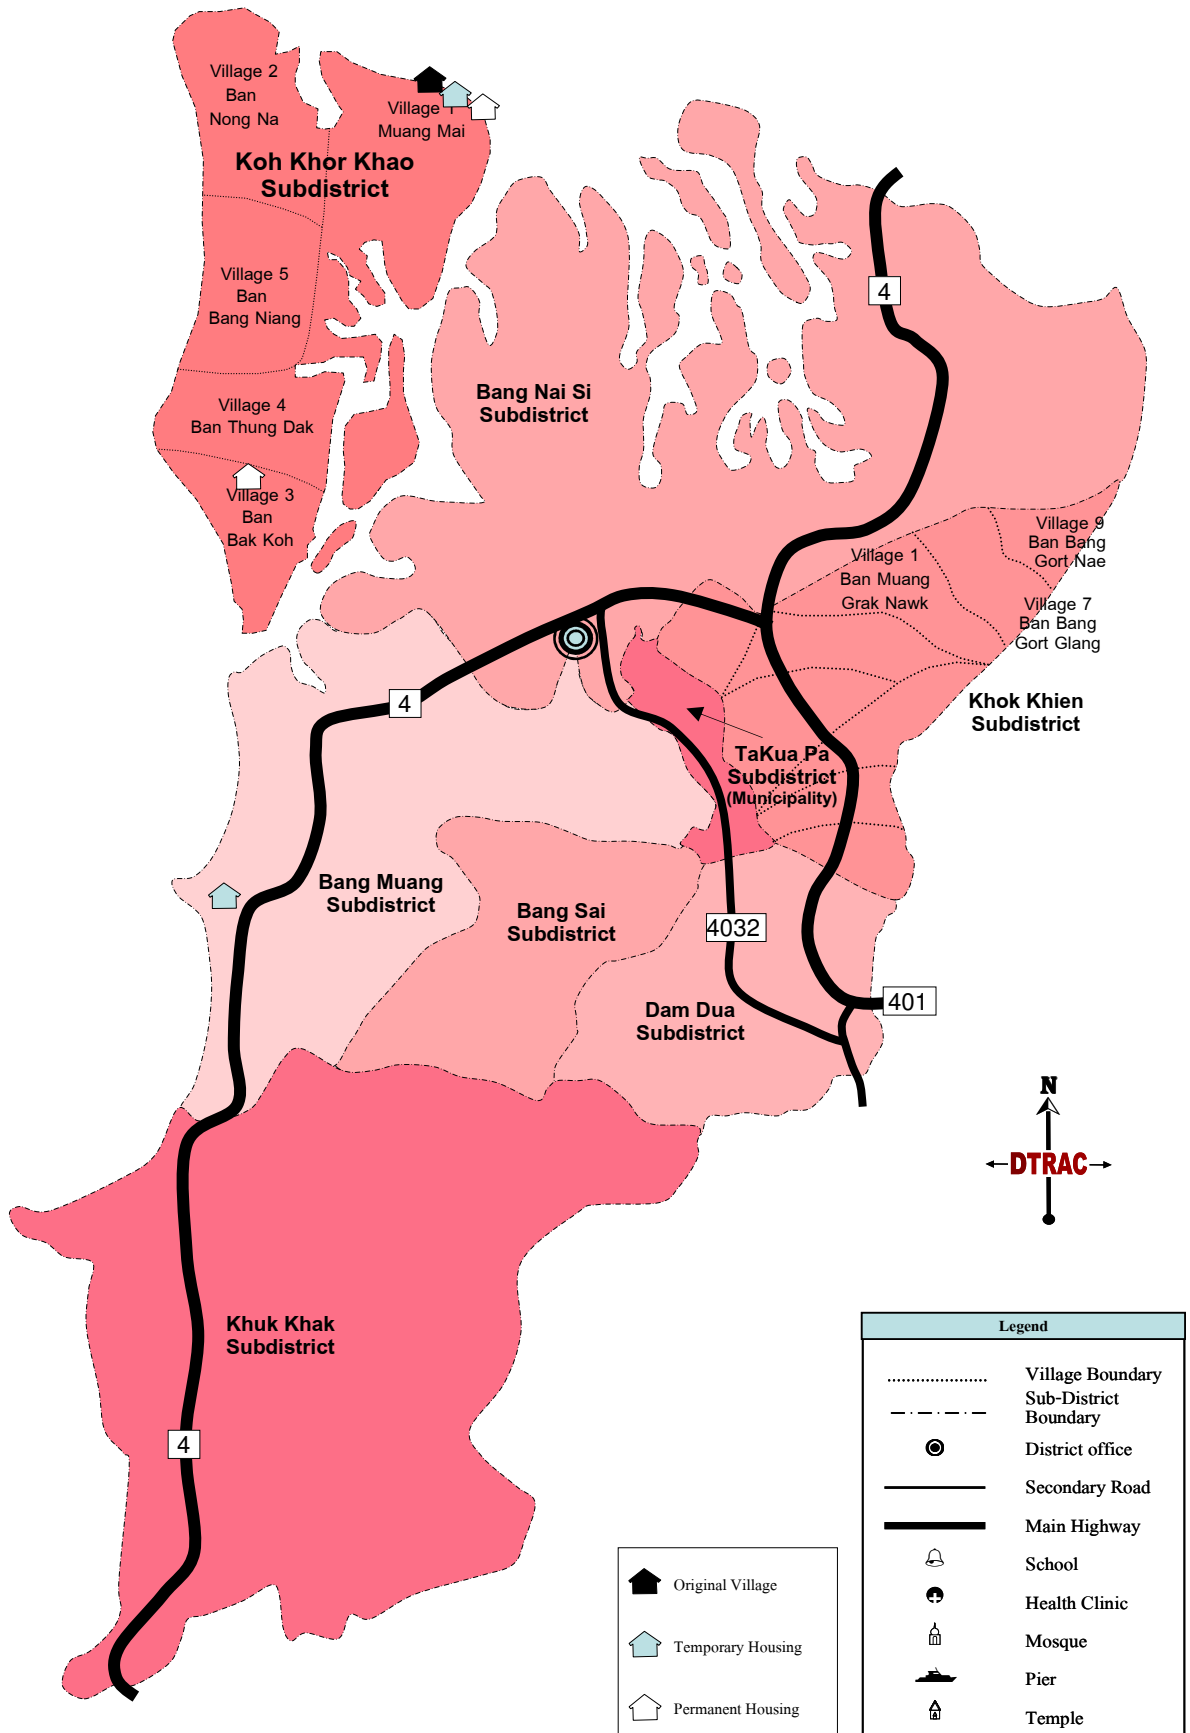 Village 2
Ban
Nong Na
Village 1
Muang Mai
Koh Khor Khao
Subdistrict
Village 5
Ban
Bang Niang
4
Bang Nai Si
Subdistrict
Village 4
Ban Thung Dak
Village 3
Ban
Bak Koh
Village 9
Ban Bang
Gort Nae
Village 1
Ban Muang
Grak Nawk
Village 7
Ban Bang
Gort Glang
4
Khok Khien
Subdistrict
TaKua Pa
Subdistrict
(Municipality)
Bang Muang
Subdistrict
Bang Sai
Subdistrict
4032
401
Dam Dua
Subdistrict
N
DTRAC
Khuk Khak
Subdistrict
4
Legend
Village Boundary
Sub-District
Boundary
District office
Secondary Road
Main Highway
School
Health Clinic
Mosque
Pier
Temple
Original Village
Temporary Housing
Permanent Housing